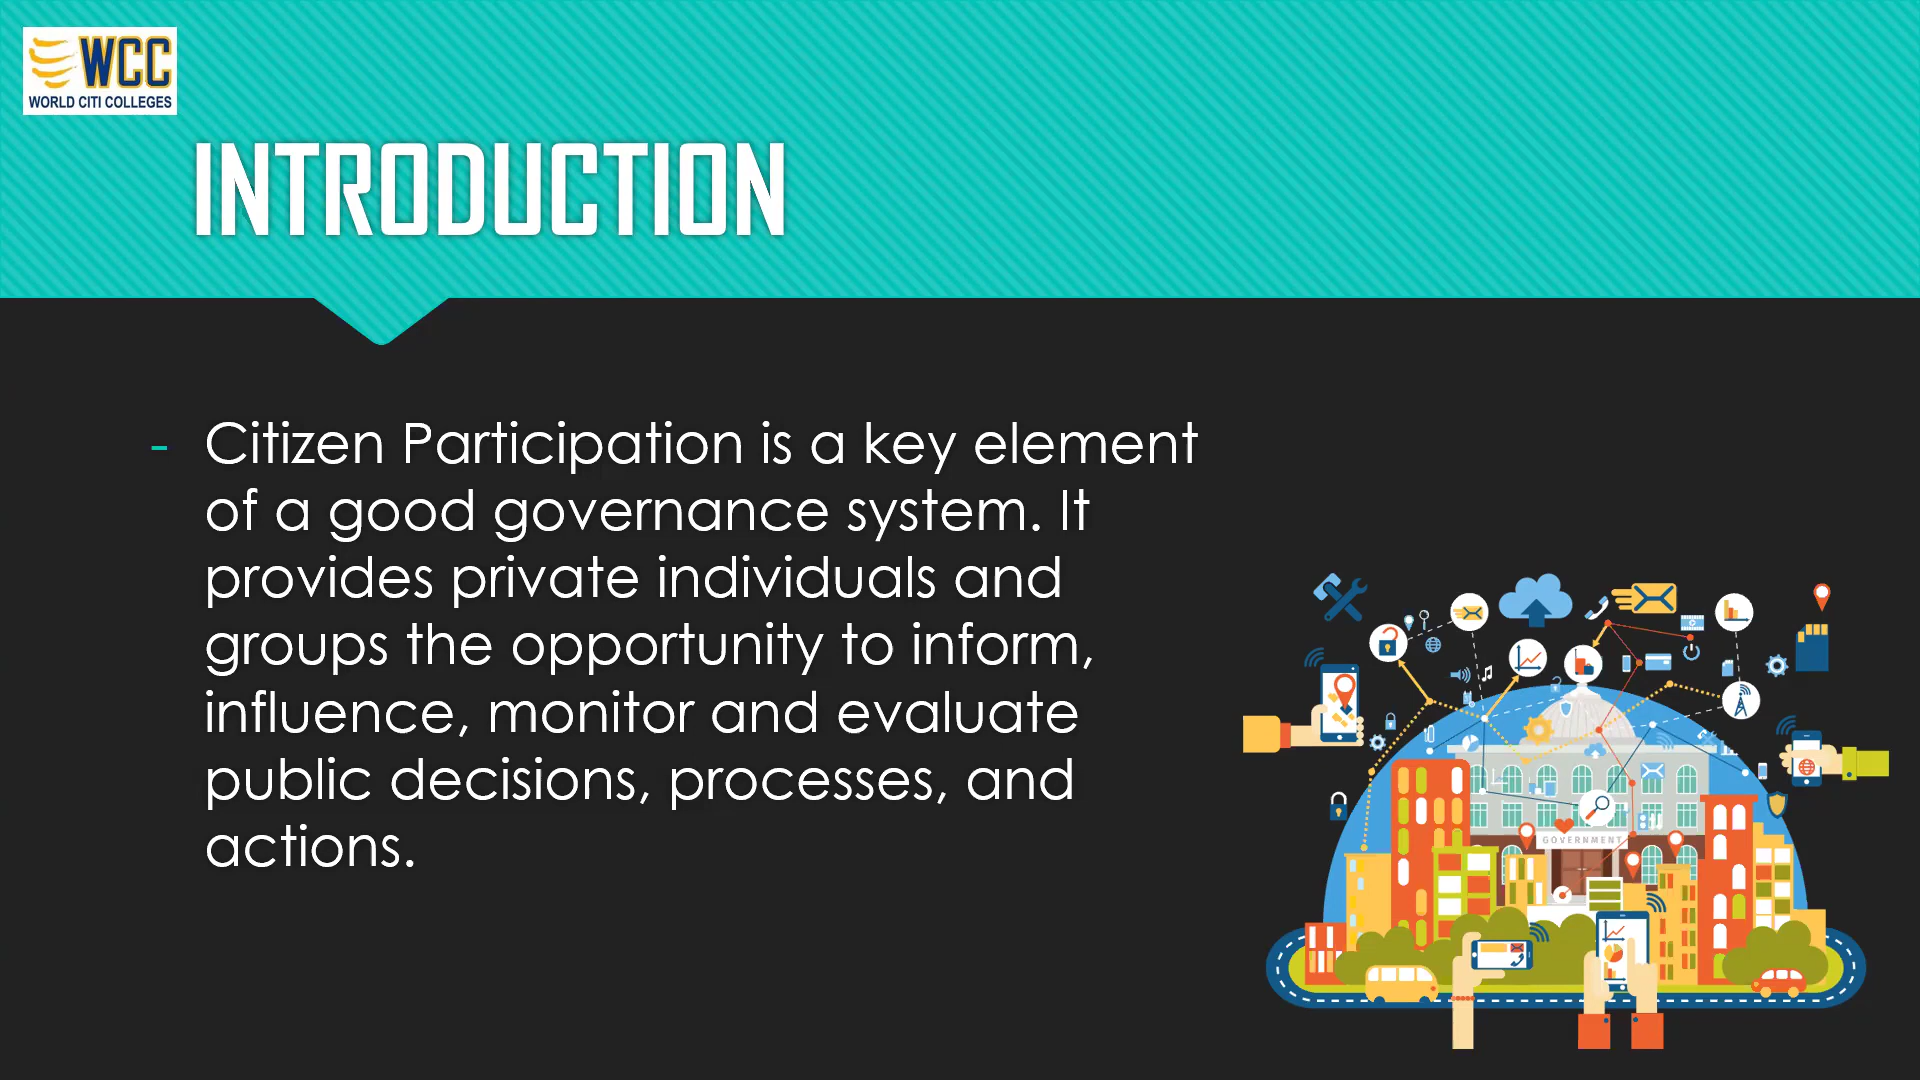 WCC
WORLD CITI COLLEGES
INTRODUCTION
- Citizen Participation is a key element
of a good governance system. It
provides private individuals and
groups the opportunity to inform,
influence, monitor and evaluate
public decisions, processes, and
actions.
GOVERNMENT